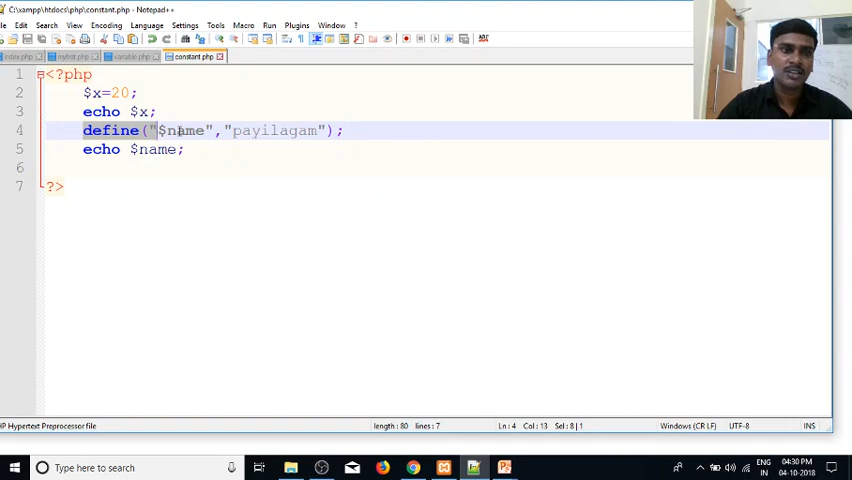 C:\xampp\htdocs\php\constant.php - Notepad++
File Edit Search View Encoding Language Settings Tools Macro Run Plugins Window ?
index.php myfirst.php variable.php constant.php
1 <?php
2 $x=20;
3 echo $x;
4 define("$name","payilagam");
5 echo $name;
6
7 ?>
HP Hypertext Preprocessor file length: 80 lines: 7 Ln: 4 Col: 13 Sel: 8 | 1 Windows (CR LF) UTF-8 INS
Type here to search
ENG 04:30 PM
IN 04-10-2018